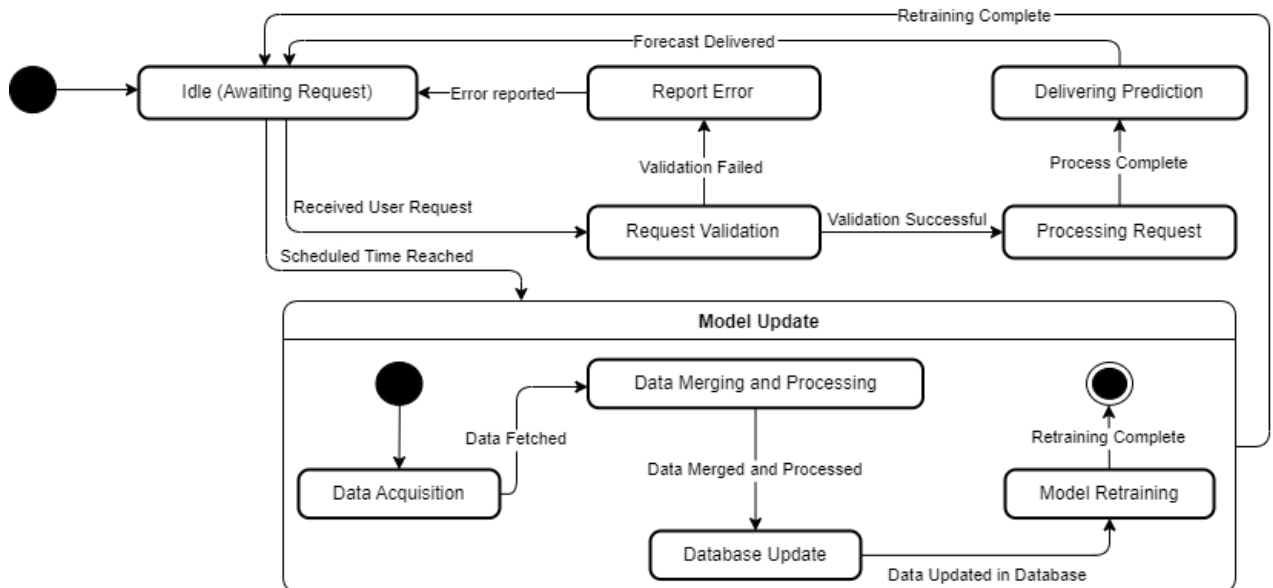 Retraining Complete
Forecast Delivered
Idle (Awaiting Request)
Error reported
Report Error
Delivering Prediction
Validation Failed
Process Complete
Received User Request
Request Validation
Validation Successful
Processing Request
Scheduled Time Reached
Model Update
Data Merging and Processing
Data Fetched
Retraining Complete
Data Merged and Processed
Data Acquisition
Model Retraining
Database Update
Data Updated in Database